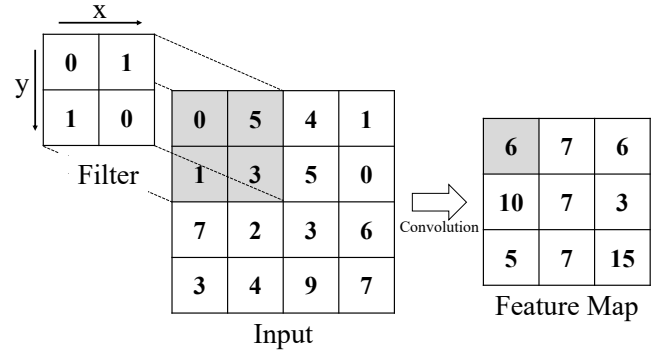 x
y
0 1
1 0
Filter
0 5 4 1
1 3 5 0
7 2 3 6
3 4 9 7
Input
Convolution
6 7 6
10 7 3
5 7 15
Feature Map